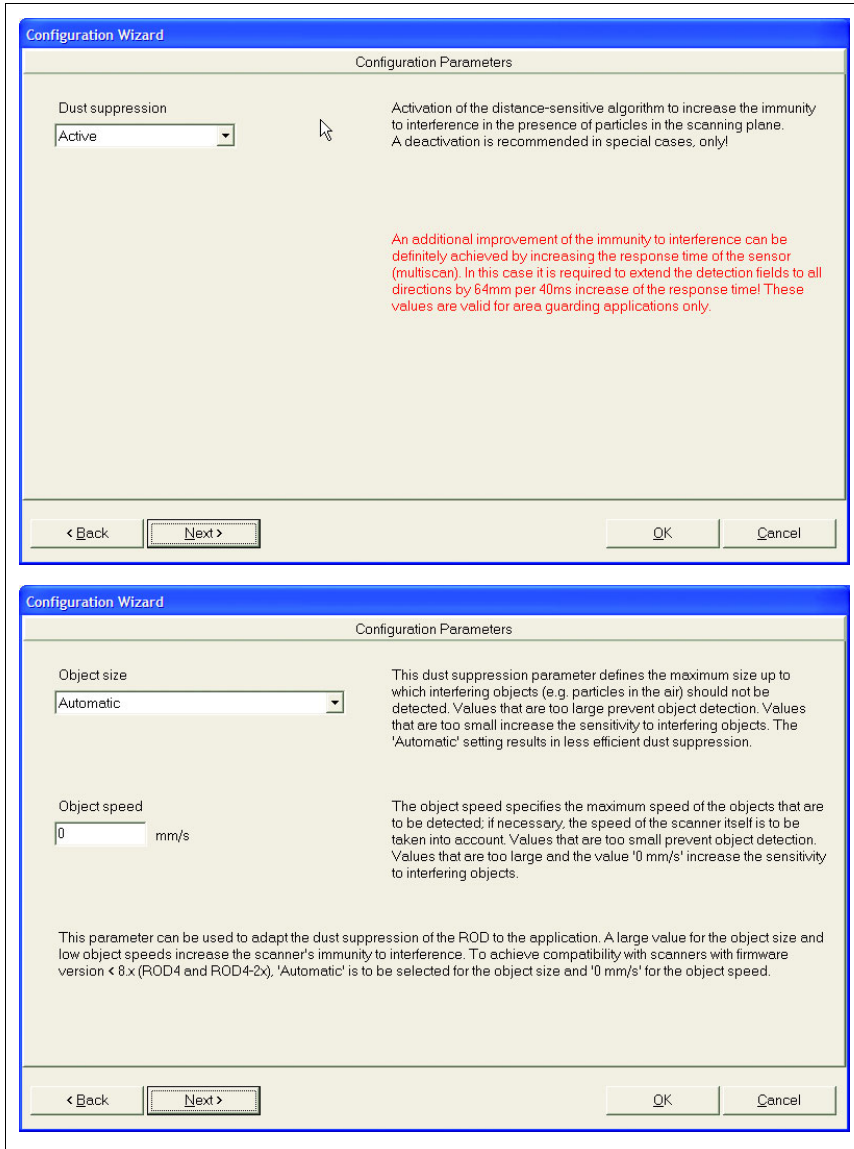 Configuration Wizard
Configuration Parameters
Dust suppression
Active
Activation of the distance-sensitive algorithm to increase the immunity
to interference in the presence of particles in the scanning plane.
A deactivation is recommended in special cases, only!
An additional improvement of the immunity to interference can be
definitely achieved by increasing the response time of the sensor
(multiscan). In this case it is required to extend the detection fields to all
directions by 64mm per 40ms increase of the response time! These
values are valid for area guarding applications only.
< Back
Next >
OK
Cancel
Configuration Wizard
Configuration Parameters
Object size
Automatic
This dust suppression parameter defines the maximum size up to
which interfering objects (e.g. particles in the air) should not be
detected. Values that are too large prevent object detection. Values
that are too small increase the sensitivity to interfering objects. The
'Automatic' setting results in less efficient dust suppression.
Object speed
0 mm/s
The object speed specifies the maximum speed of the objects that are
to be detected; if necessary, the speed of the scanner itself is to be
taken into account. Values that are too small prevent object detection.
Values that are too large and the value '0 mm/s' increase the sensitivity
to interfering objects.
This parameter can be used to adapt the dust suppression of the ROD to the application. A large value for the object size and
low object speeds increase the scanner's immunity to interference. To achieve compatibility with scanners with firmware
version < 8.x (ROD4 and ROD4-2x), 'Automatic' is to be selected for the object size and '0 mm/s' for the object speed.
< Back
Next >
OK
Cancel